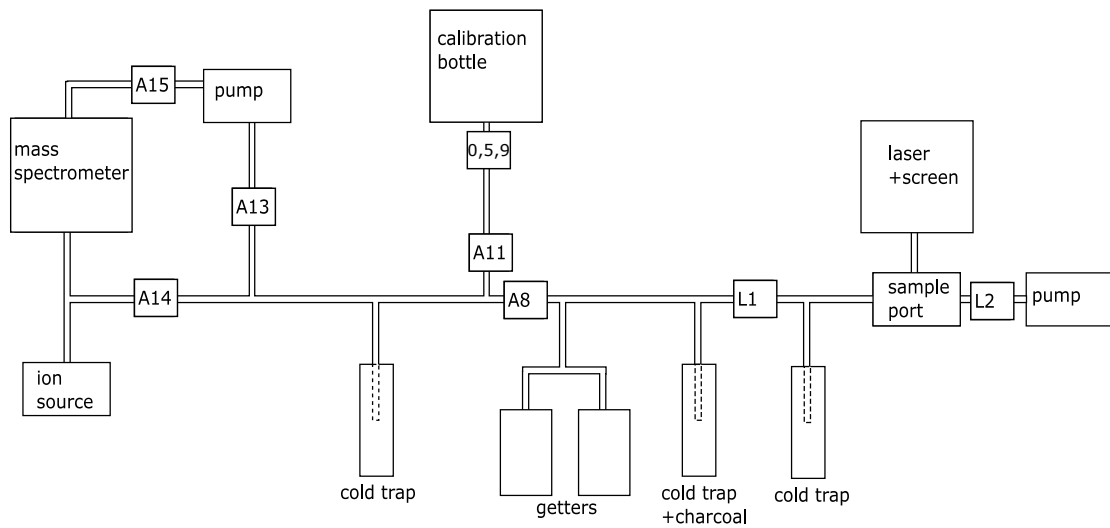 calibration
bottle
A15
pump
0,5,9
mass
spectrometer
laser
+screen
A13
A11
A14
A8
L1
sample
port
L2
pump
ion
source
cold trap
getters
cold trap
+charcoal
cold trap